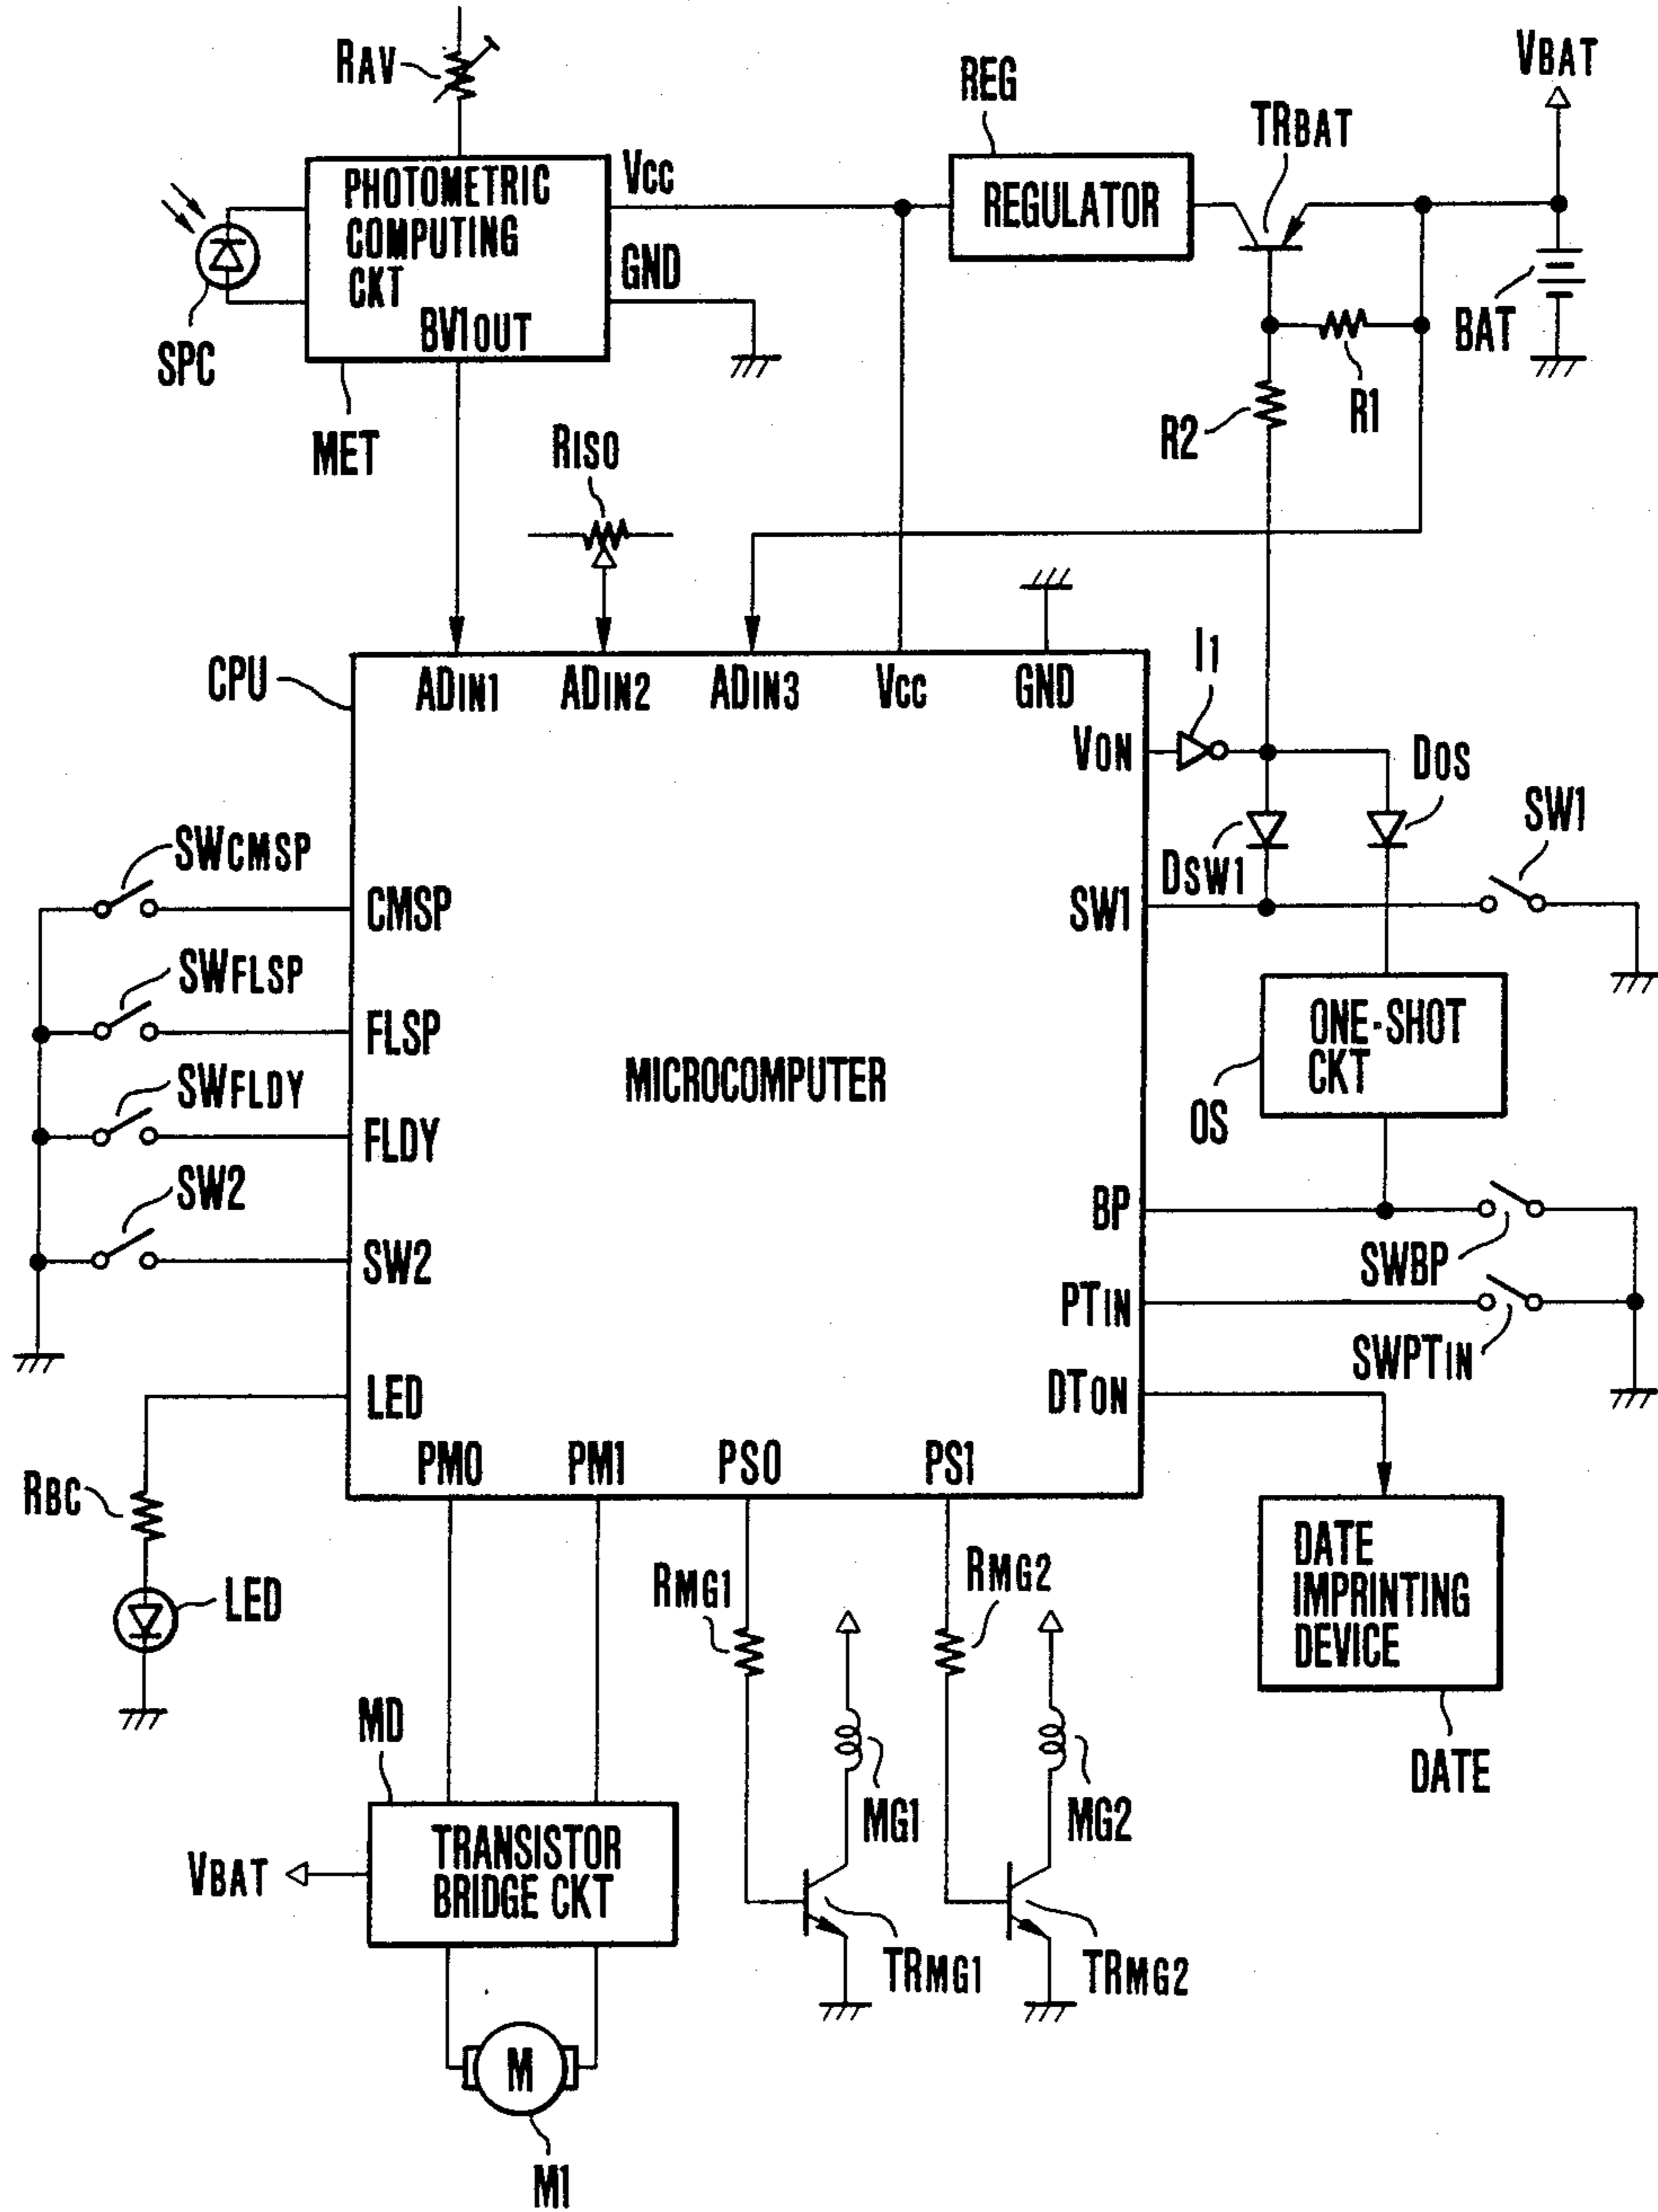 RAV
REG
VBAT
TRBAT
PHOTOMETRIC
COMPUTING
CKT
BV1OUT
VCC
GND
REGULATOR
SPC
MET
BAT
R1
R2
RISO
CPU
ADIN1
ADIN2
ADIN3
VCC
GND
I1
VON
DOS
DSW1
SW1
SW1
SWCMSP
CMSP
SWFLSP
FLSP
SWFLDY
FLDY
SW2
SW2
MICROCOMPUTER
ONE-SHOT
CKT
OS
BP
SWBP
PTIN
SWPTIN
DTON
LED
PM0
PM1
PS0
PS1
RBC
LED
RMG1
RMG2
DATE
IMPRINTING
DEVICE
DATE
MD
MG1
MG2
VBAT
TRANSISTOR
BRIDGE CKT
TRMG1
TRMG2
M
M1